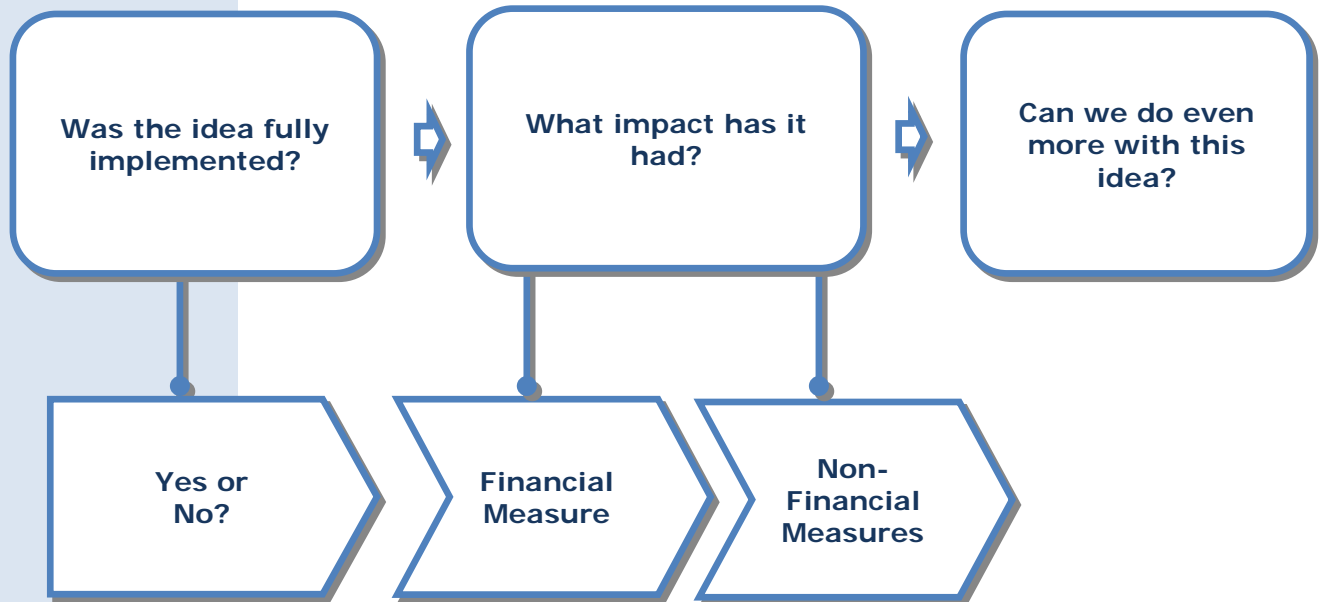 Was the idea fully
implemented?
What impact has it
had?
Can we do even
more with this
idea?
Yes or
No?
Financial
Measure
Non-
Financial
Measures